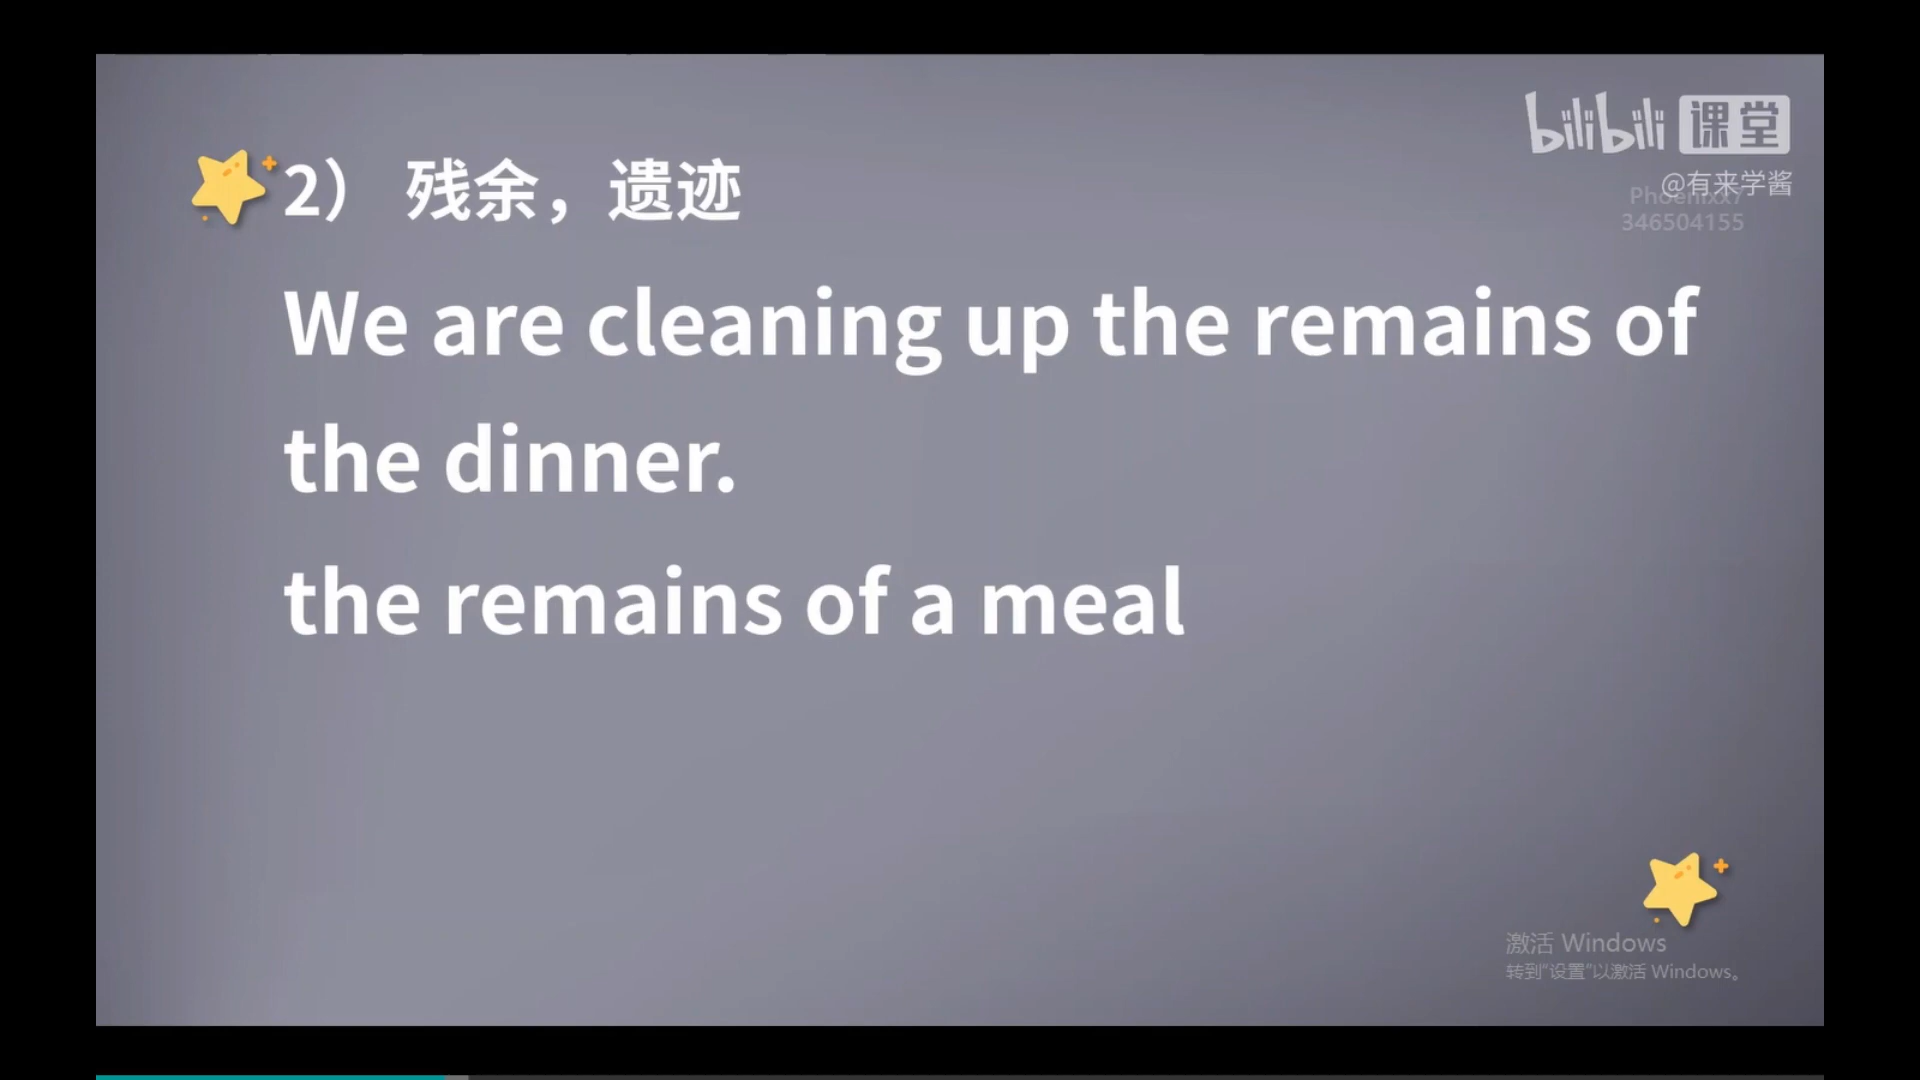 bilibili 课堂
@有来学酱
Phoenixx7
346504155
2） 残余，遗迹
We are cleaning up the remains of
the dinner.
the remains of a meal
激活 Windows
转到“设置”以激活 Windows。